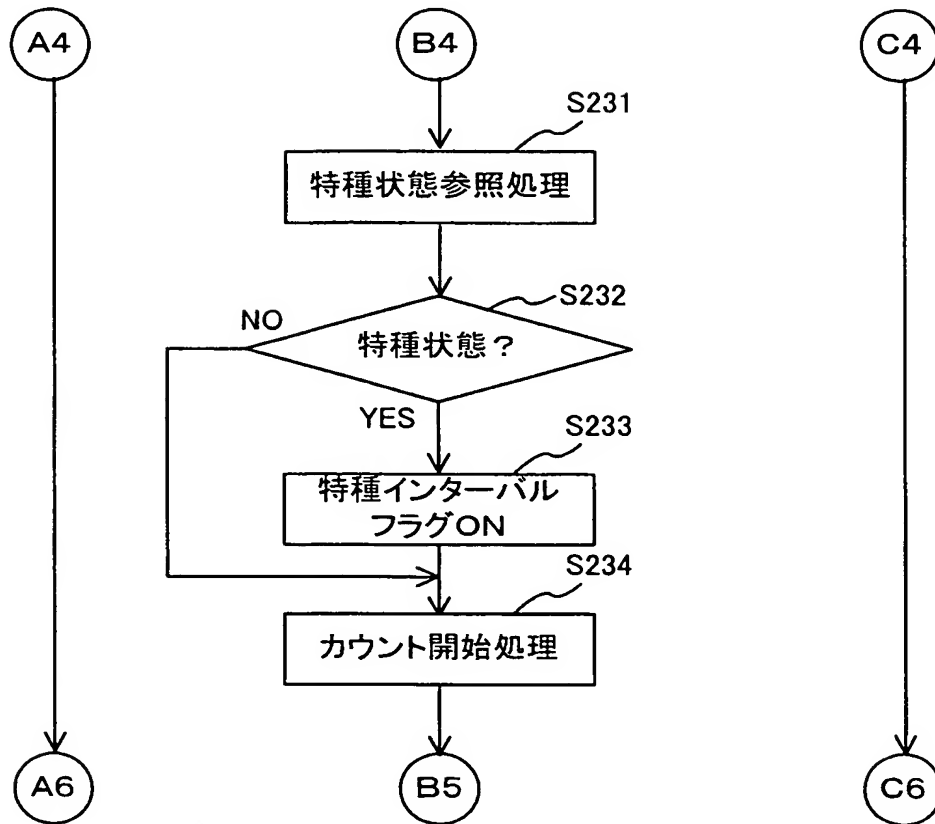 A4
B4
C4
S231
特種状態参照処理
S232
NO
特種状態？
YES
S233
特種インターバル
フラグON
S234
カウント開始処理
A6
B5
C6